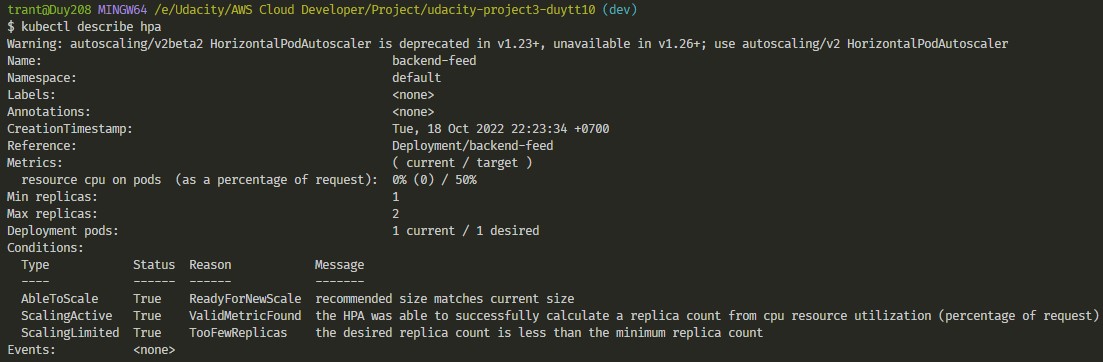 trant@Duy208 MINGW64 /e/Udacity/AWS Cloud Developer/Project/udacity-project3-duytt10 (dev)
$ kubectl describe hpa
Warning: autoscaling/v2beta2 HorizontalPodAutoscaler is deprecated in v1.23+, unavailable in v1.26+; use autoscaling/v2 HorizontalPodAutoscaler
Name: backend-feed
Namespace: default
Labels: <none>
Annotations: <none>
CreationTimestamp: Tue, 18 Oct 2022 22:23:34 +0700
Reference: Deployment/backend-feed
Metrics: ( current / target )
  resource cpu on pods  (as a percentage of request): 0% (0) / 50%
Min replicas: 1
Max replicas: 2
Deployment pods: 1 current / 1 desired
Conditions:
  Type            Status  Reason            Message
  ----            ------  ------            -------
  AbleToScale     True    ReadyForNewScale  recommended size matches current size
  ScalingActive   True    ValidMetricFound  the HPA was able to successfully calculate a replica count from cpu resource utilization (percentage of request)
  ScalingLimited  True    TooFewReplicas    the desired replica count is less than the minimum replica count
Events:           <none>